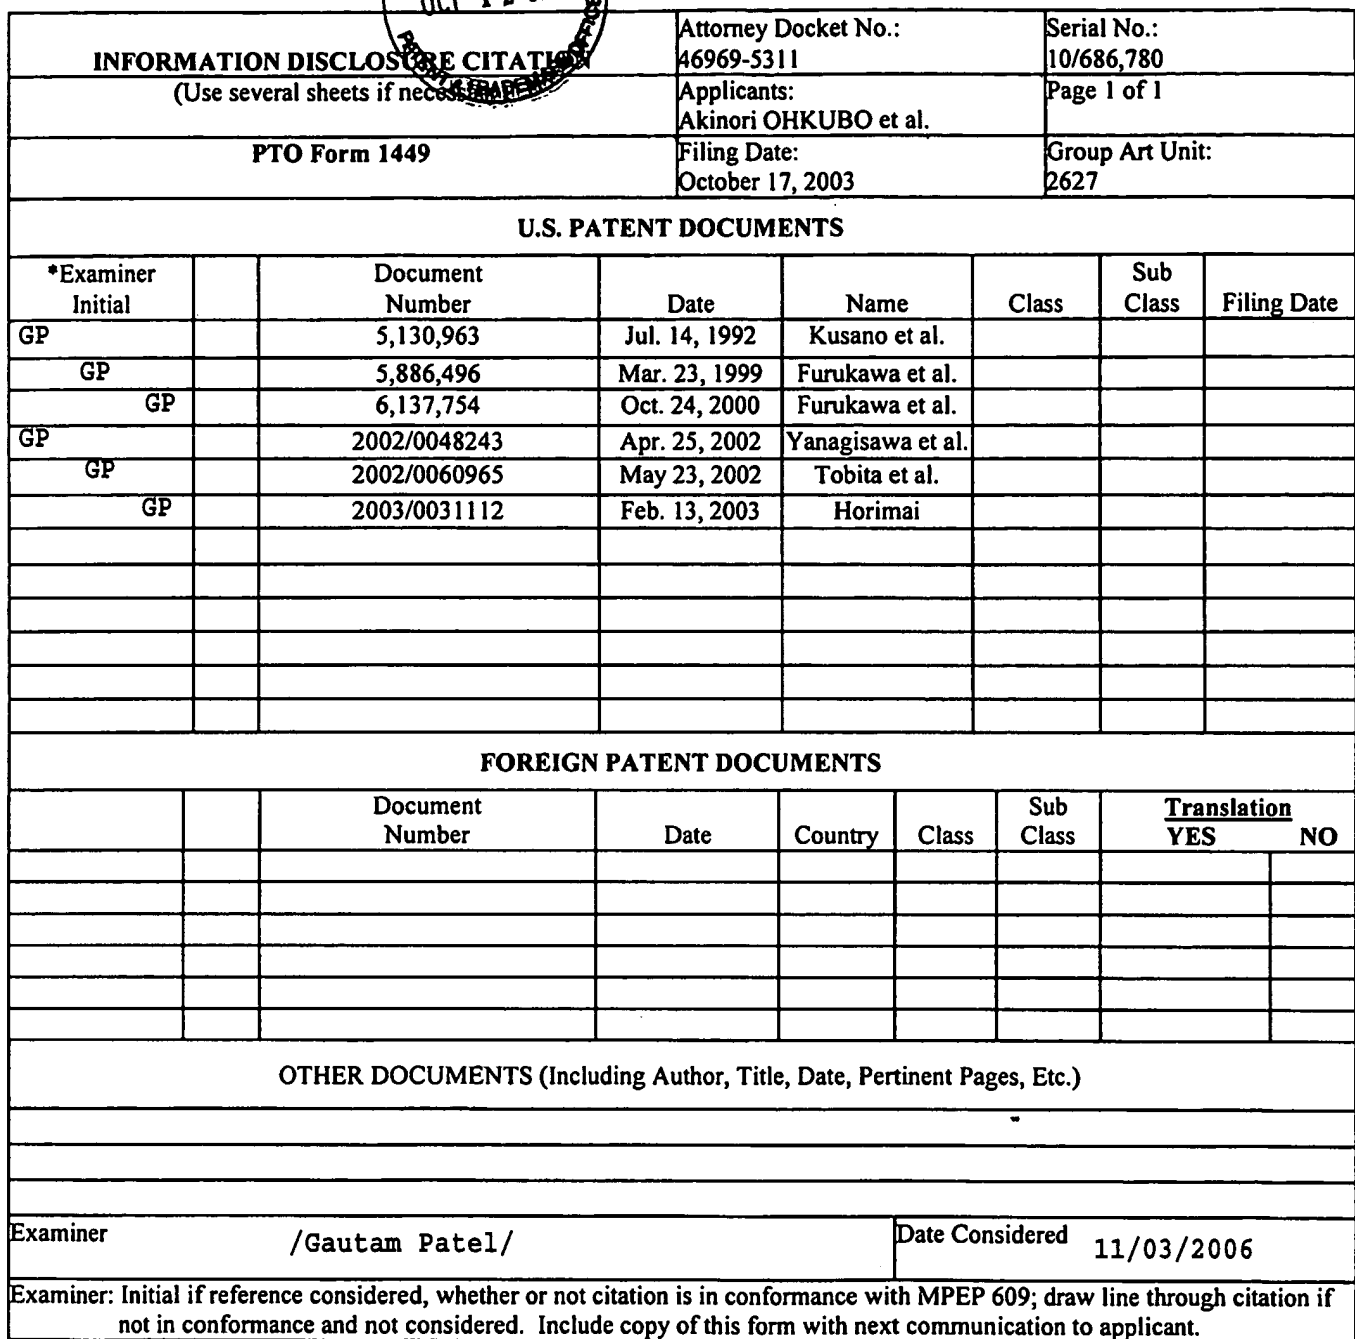 OCT 12
PATENT & TRADEMARK OFFICE
INFORMATION DISCLOSURE CITATION
(Use several sheets if necessary)
PTO Form 1449
Attorney Docket No.:
46969-5311
Serial No.:
10/686,780
Applicants:
Akinori OHKUBO et al.
Page 1 of 1
Filing Date:
October 17, 2003
Group Art Unit:
2627
U.S. PATENT DOCUMENTS
*Examiner Initial Document Number Date Name Class Sub Class Filing Date
GP 5,130,963 Jul. 14, 1992 Kusano et al.
GP 5,886,496 Mar. 23, 1999 Furukawa et al.
GP 6,137,754 Oct. 24, 2000 Furukawa et al.
GP 2002/0048243 Apr. 25, 2002 Yanagisawa et al.
GP 2002/0060965 May 23, 2002 Tobita et al.
GP 2003/0031112 Feb. 13, 2003 Horimai
FOREIGN PATENT DOCUMENTS
Document Number Date Country Class Sub Class Translation YES NO
OTHER DOCUMENTS (Including Author, Title, Date, Pertinent Pages, Etc.)
Examiner /Gautam Patel/ Date Considered 11/03/2006
Examiner: Initial if reference considered, whether or not citation is in conformance with MPEP 609; draw line through citation if
not in conformance and not considered. Include copy of this form with next communication to applicant.